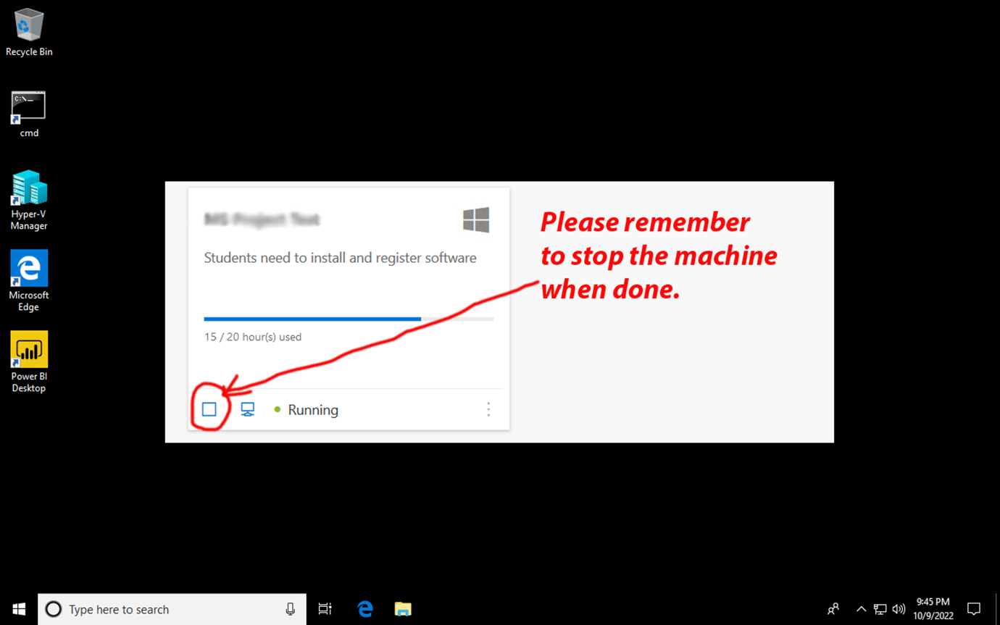 Recycle Bin
C:\._
cmd
Hyper-V
Manager
Microsoft
Edge
Power BI
Desktop
Students need to install and register software
15 / 20 hour(s) used
Running
Please remember
to stop the machine
when done.
Type here to search
9:45 PM
10/9/2022